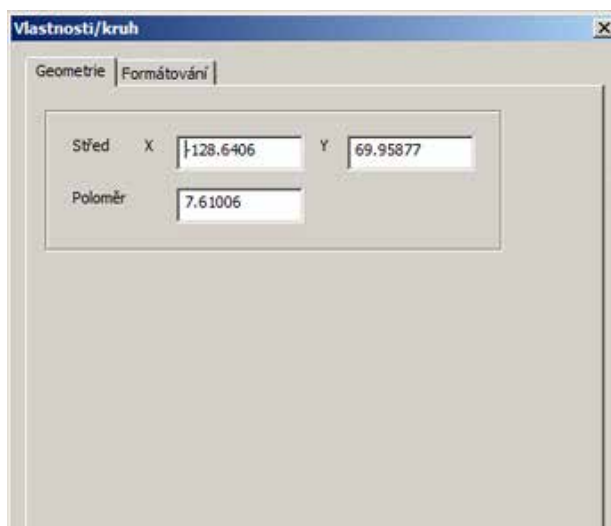 Vlastnosti/kruh
Geometrie Formátování
Střed X -128.6406 Y 69.95877
Poloměr 7.61006